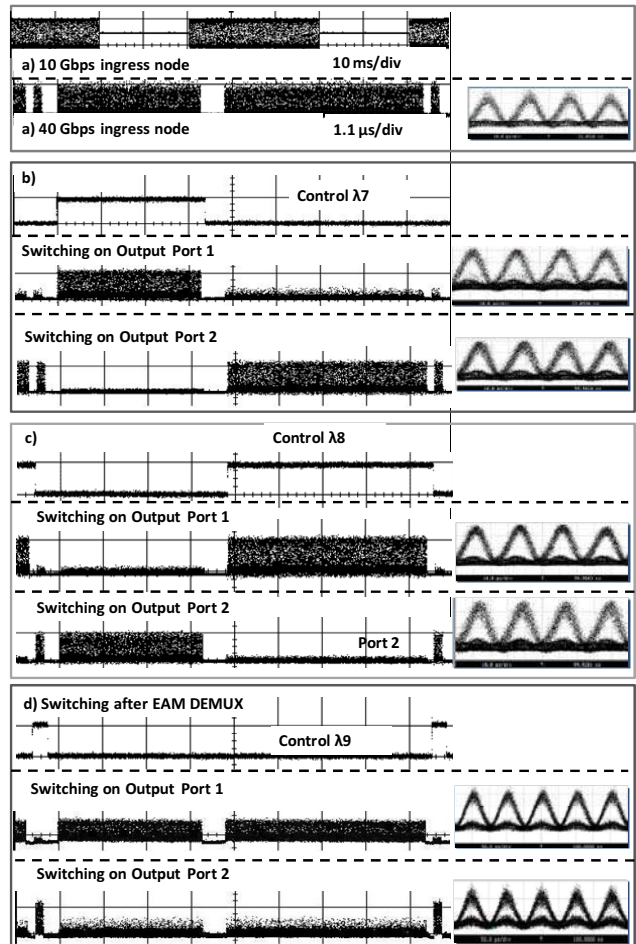 a) 10 Gbps ingress node 10 ms/div
a) 40 Gbps ingress node 1.1 µs/div
b)
Control λ7
Switching on Output Port 1
Switching on Output Port 2
c)
Control λ8
Switching on Output Port 1
Switching on Output Port 2
Port 2
d) Switching after EAM DEMUX
Control λ9
Switching on Output Port 1
Switching on Output Port 2